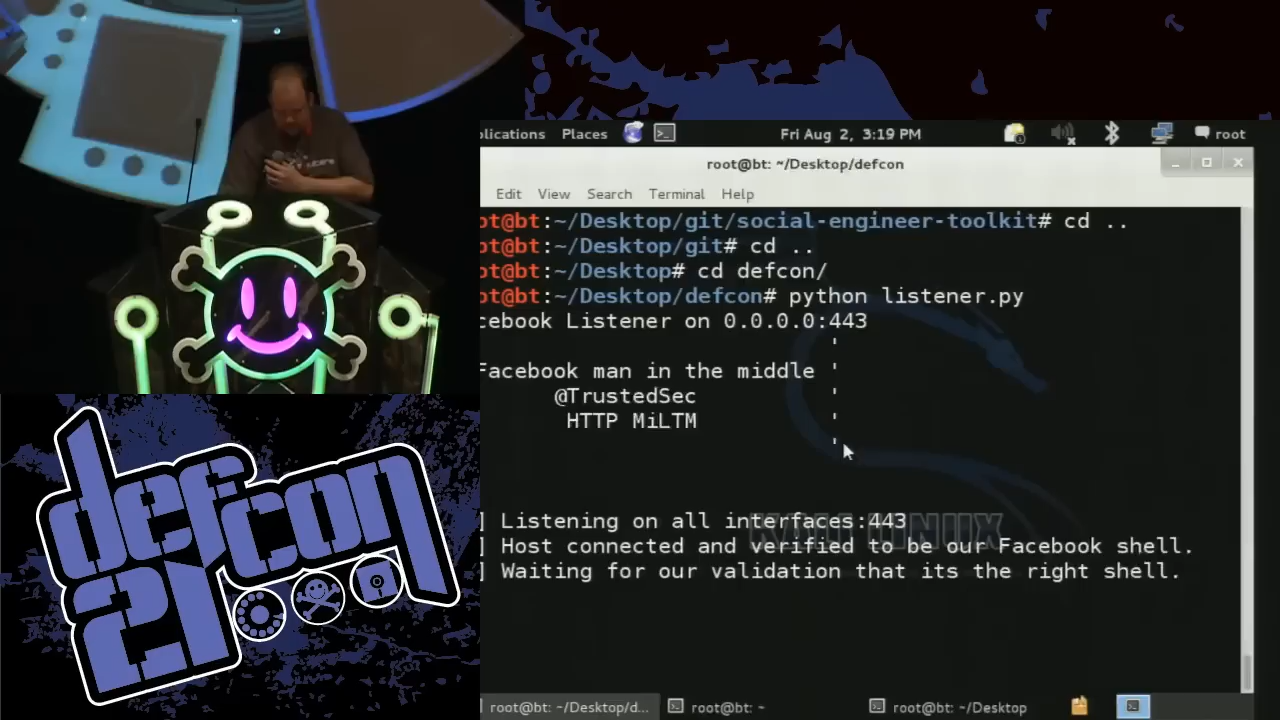 plications Places Fri Aug 2, 3:19 PM root
root@bt: ~/Desktop/defcon
Edit View Search Terminal Help
ot@bt:~/Desktop/git/social-engineer-toolkit# cd ..
ot@bt:~/Desktop/git# cd ..
ot@bt:~/Desktop# cd defcon/
ot@bt:~/Desktop/defcon# python listener.py
cebook Listener on 0.0.0.0:443
'
Facebook man in the middle '
@TrustedSec '
HTTP MiLTM '
'
] Listening on all interfaces:443
] Host connected and verified to be our Facebook shell.
] Waiting for our validation that its the right shell.
KALI LINUX
root@bt: ~/Desktop/d... root@bt: ~ root@bt: ~/Desktop
defcon
21